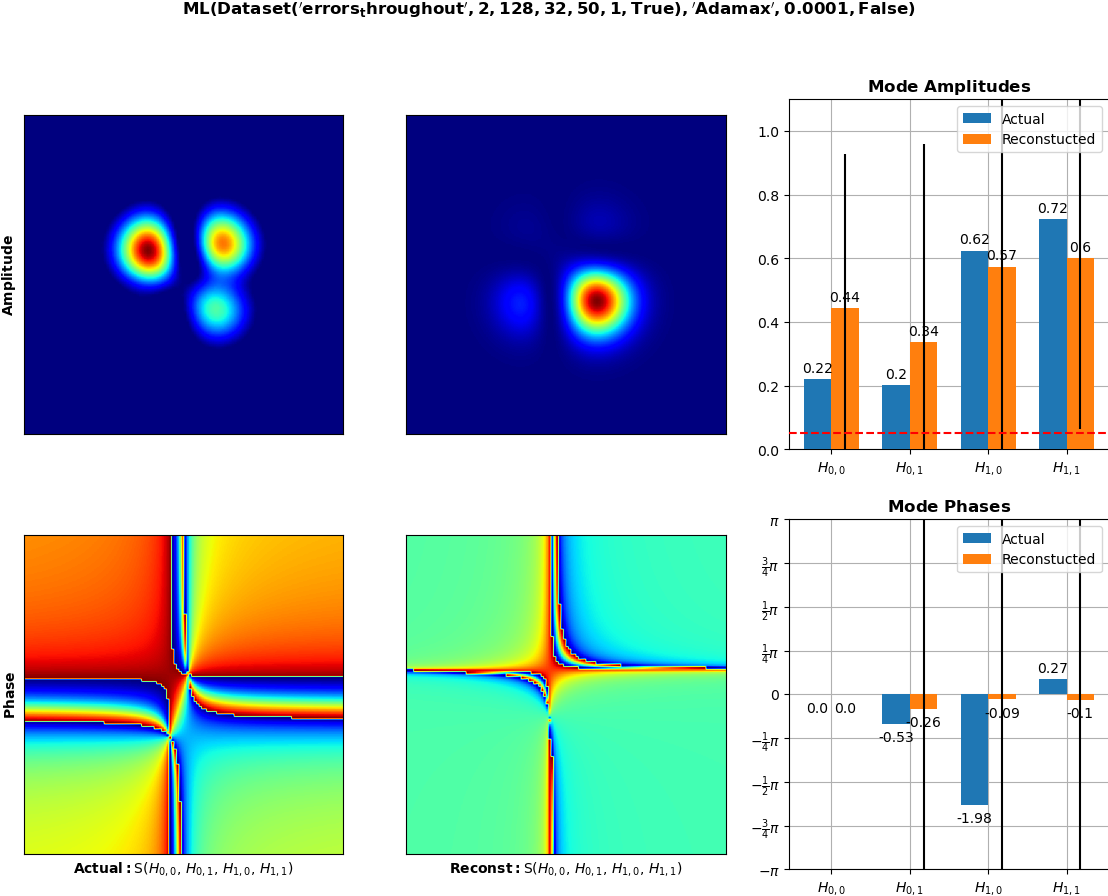 ML(Dataset('errors_throughout', 2, 128, 32, 50, 1, True), 'Adamax', 0.0001, False)
Amplitude
Mode Amplitudes
Actual
Reconstucted
1.0
0.8
0.6
0.4
0.2
0.0
0.22
0.44
0.2
0.34
0.62
0.57
0.72
0.6
H0,0
H0,1
H1,0
H1,1
Phase
Actual: S(H0,0, H0,1, H1,0, H1,1)
Reconst: S(H0,0, H0,1, H1,0, H1,1)
Mode Phases
Actual
Reconstucted
π
3/4π
1/2π
1/4π
0
−1/4π
−1/2π
−3/4π
−π
0.0
0.0
-0.53
-0.26
-1.98
-0.09
0.27
-0.1
H0,0
H0,1
H1,0
H1,1